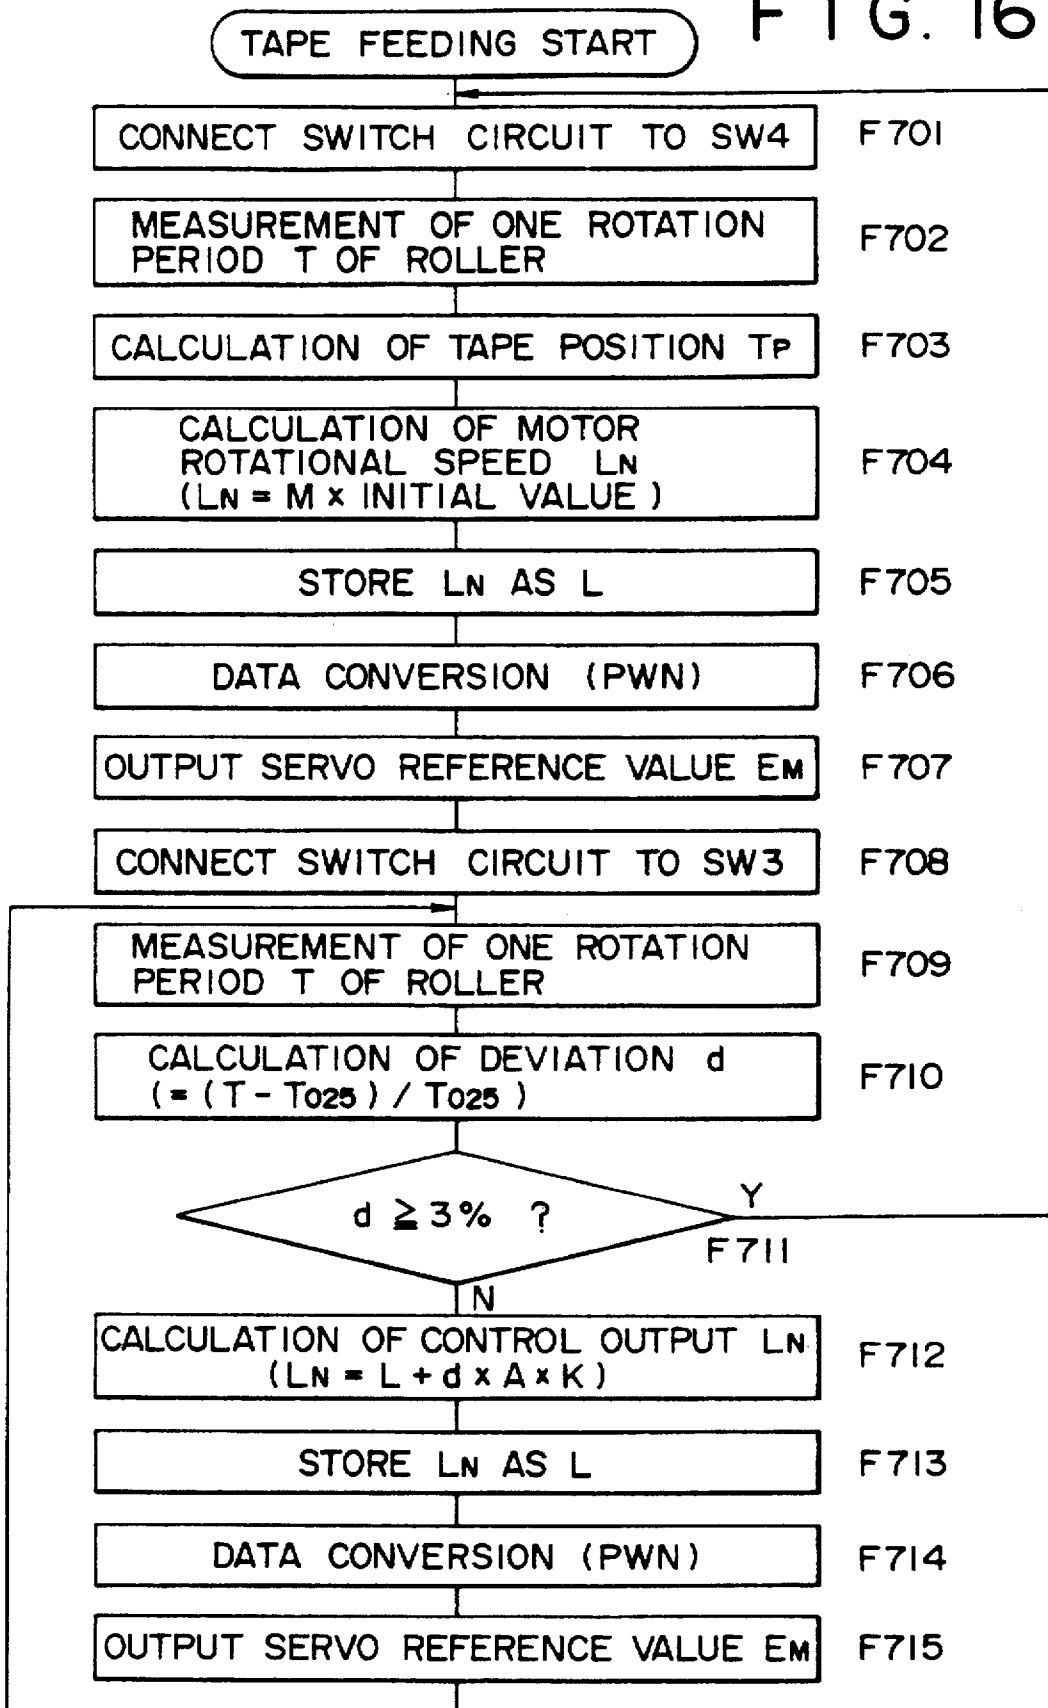 FIG. 16
TAPE FEEDING START
CONNECT SWITCH CIRCUIT TO SW4
F701
MEASUREMENT OF ONE ROTATION
PERIOD T OF ROLLER
F702
CALCULATION OF TAPE POSITION TP
F703
CALCULATION OF MOTOR
ROTATIONAL SPEED LN
(LN = M × INITIAL VALUE)
F704
STORE LN AS L
F705
DATA CONVERSION (PWN)
F706
OUTPUT SERVO REFERENCE VALUE EM
F707
CONNECT SWITCH CIRCUIT TO SW3
F708
MEASUREMENT OF ONE ROTATION
PERIOD T OF ROLLER
F709
CALCULATION OF DEVIATION d
(= (T - T025) / T025)
F710
d ≧ 3% ?
Y
F711
N
CALCULATION OF CONTROL OUTPUT LN
(LN = L + d × A × K)
F712
STORE LN AS L
F713
DATA CONVERSION (PWN)
F714
OUTPUT SERVO REFERENCE VALUE EM
F715